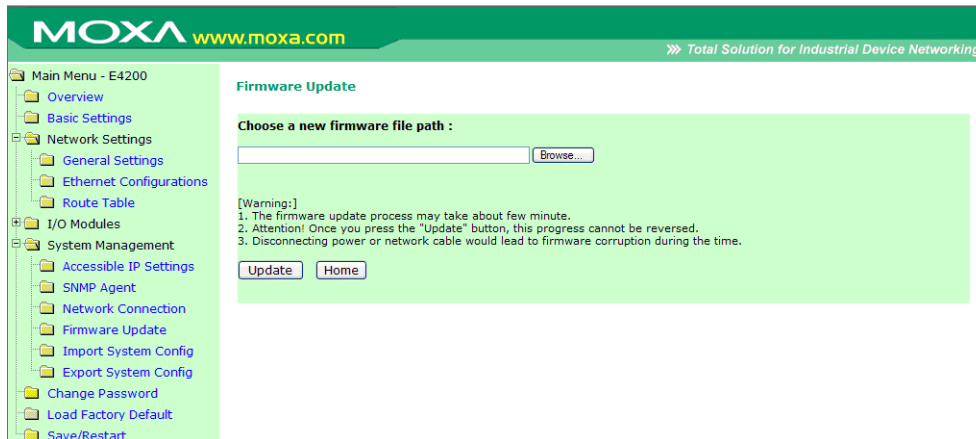 MOXA www.moxa.com
Total Solution for Industrial Device Networking
Main Menu - E4200
Overview
Basic Settings
Network Settings
General Settings
Ethernet Configurations
Route Table
I/O Modules
System Management
Accessible IP Settings
SNMP Agent
Network Connection
Firmware Update
Import System Config
Export System Config
Change Password
Load Factory Default
Save/Restart
Firmware Update
Choose a new firmware file path :
Browse...
[Warning:]
1. The firmware update process may take about few minute.
2. Attention! Once you press the "Update" button, this progress cannot be reversed.
3. Disconnecting power or network cable would lead to firmware corruption during the time.
Update Home